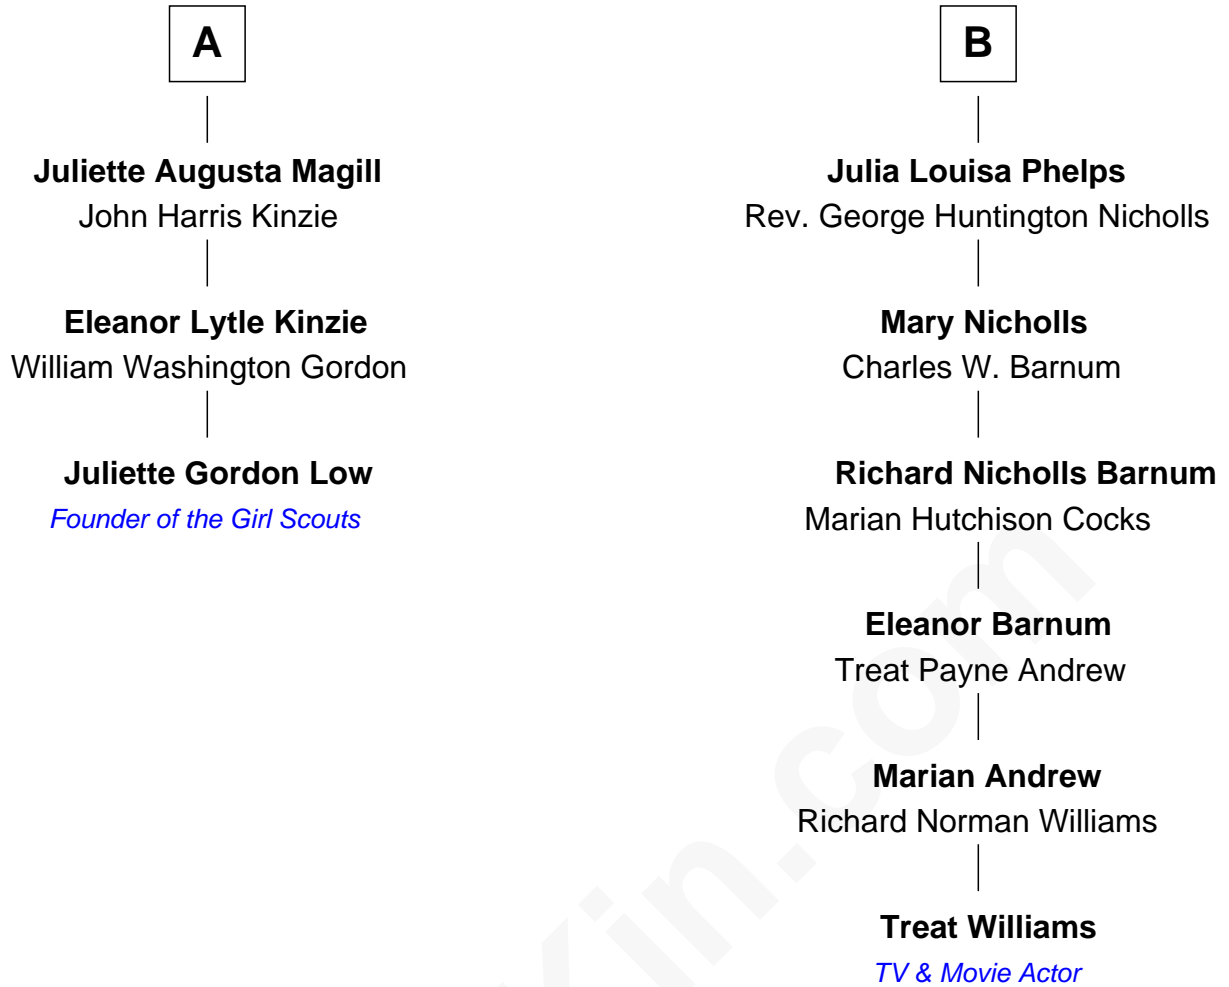 A
Juliette Augusta Magill
John Harris Kinzie
Eleanor Lytle Kinzie
William Washington Gordon
Juliette Gordon Low
Founder of the Girl Scouts
B
Julia Louisa Phelps
Rev. George Huntington Nicholls
Mary Nicholls
Charles W. Barnum
Richard Nicholls Barnum
Marian Hutchison Cocks
Eleanor Barnum
Treat Payne Andrew
Marian Andrew
Richard Norman Williams
Treat Williams
TV & Movie Actor
Kin.com